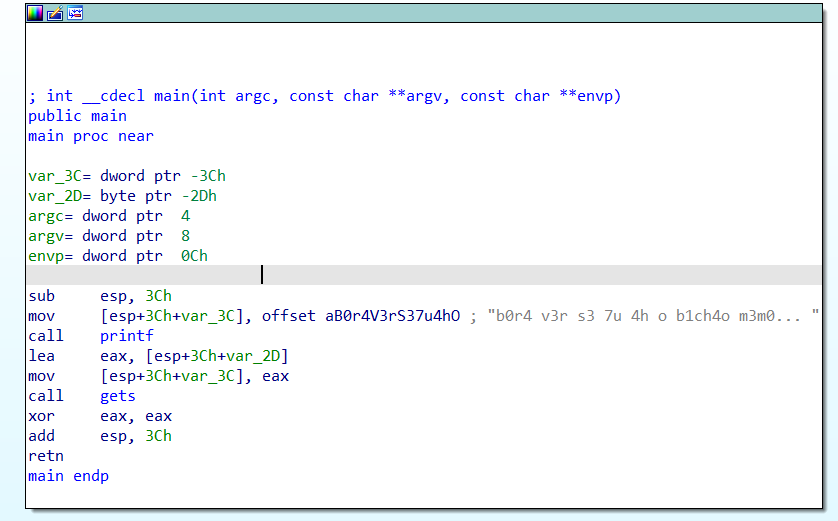 ; int __cdecl main(int argc, const char **argv, const char **envp)
public main
main proc near
var_3C= dword ptr -3Ch
var_2D= byte ptr -2Dh
argc= dword ptr  4
argv= dword ptr  8
envp= dword ptr  0Ch
sub     esp, 3Ch
mov     [esp+3Ch+var_3C], offset aB0r4V3rS37u4hO ; "b0r4 v3r s3 7u 4h o b1ch4o m3m0... "
call    printf
lea     eax, [esp+3Ch+var_2D]
mov     [esp+3Ch+var_3C], eax
call    gets
xor     eax, eax
add     esp, 3Ch
retn
main endp